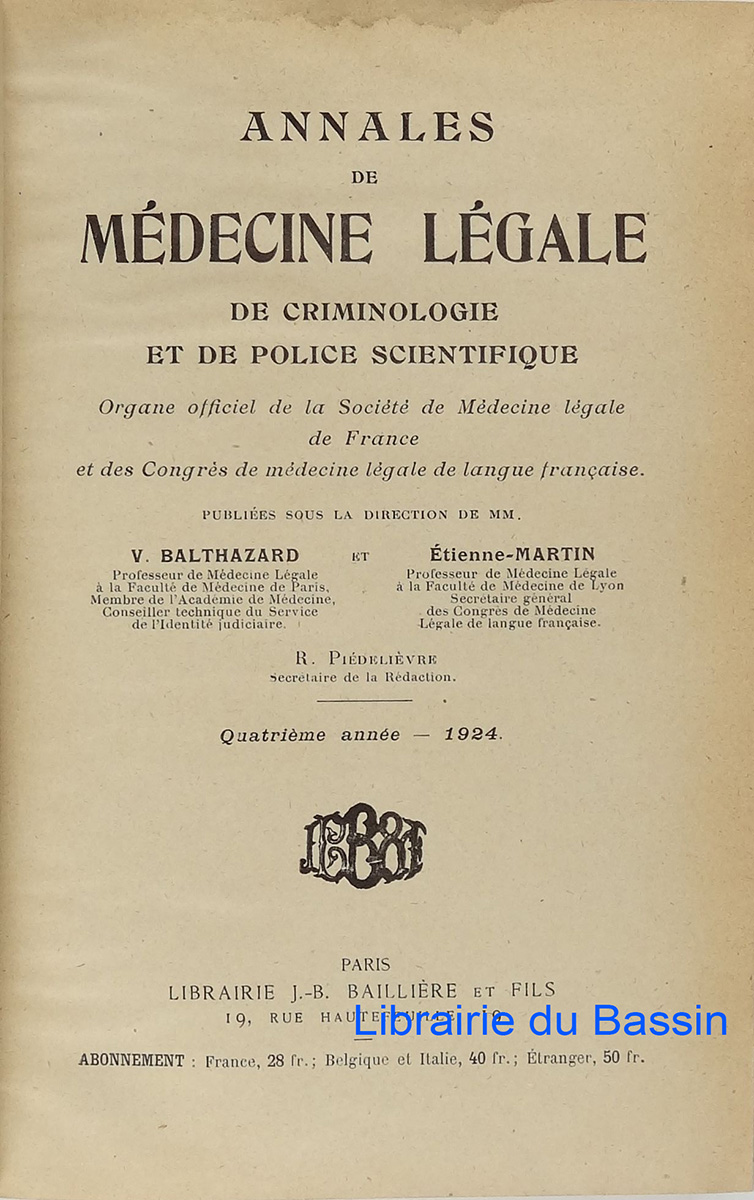 ANNALES
DE
MÉDECINE LÉGALE
DE CRIMINOLOGIE
ET DE POLICE SCIENTIFIQUE
Organe officiel de la Société de Médecine légale
de France
et des Congrès de médecine légale de langue française.
PUBLIÉES SOUS LA DIRECTION DE MM.
V. BALTHAZARD
Professeur de Médecine Légale
à la Faculté de Médecine de Paris,
Membre de l'Académie de Médecine,
Conseiller technique du Service
de l'Identité judiciaire.
ET
Étienne-MARTIN
Professeur de Médecine Légale
à la Faculté de Médecine de Lyon
Secrétaire général
des Congrès de Médecine
Légale de langue française.
R. PIÉDELIÈVRE
Secrétaire de la Rédaction.
Quatrième année — 1924.
PARIS
LIBRAIRIE J.-B. BAILLIÈRE ET FILS
19, RUE HAUTEFEUILLE, 19
Librairie du Bassin
ABONNEMENT : France, 28 fr.; Belgique et Italie, 40 fr.; Étranger, 50 fr.